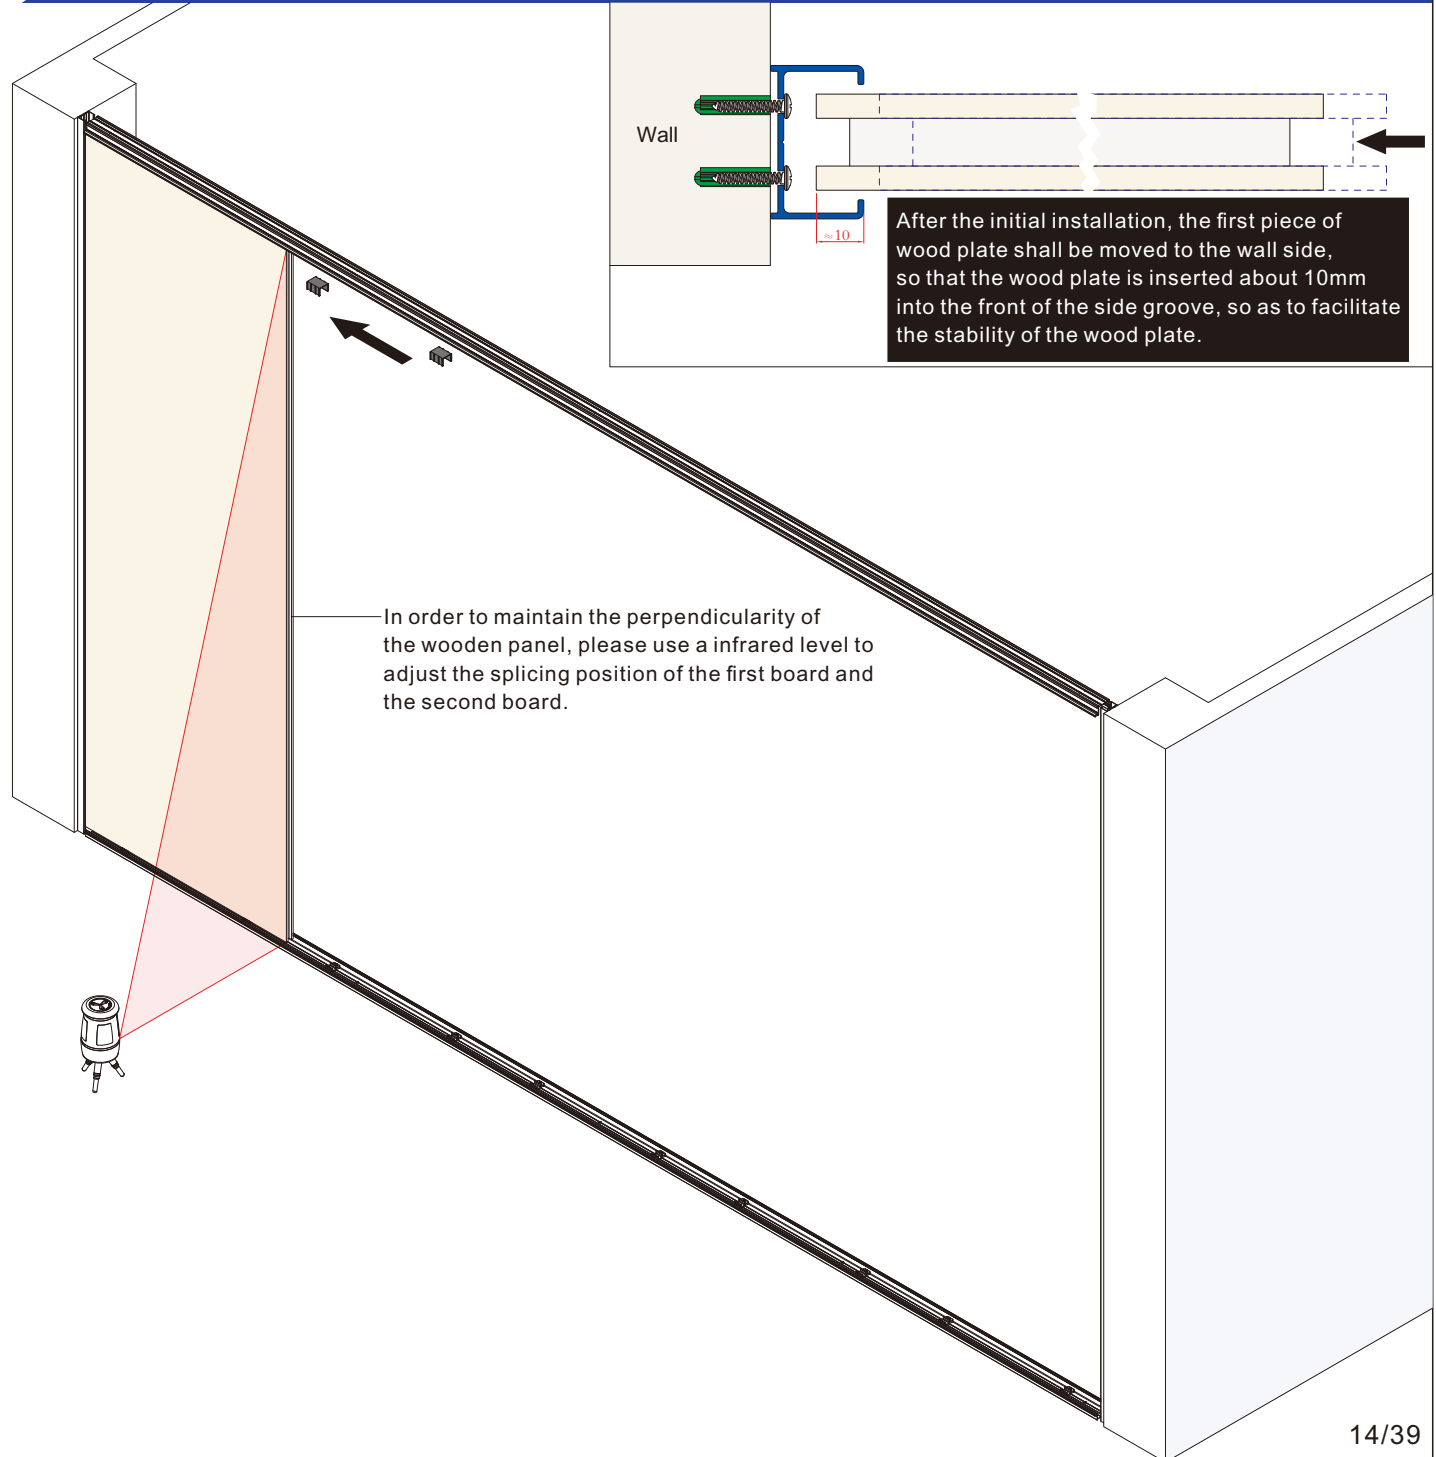 Wall
≈10
After the initial installation, the first piece of
wood plate shall be moved to the wall side,
so that the wood plate is inserted about 10mm
into the front of the side groove, so as to facilitate
the stability of the wood plate.
In order to maintain the perpendicularity of
the wooden panel, please use a infrared level to
adjust the splicing position of the first board and
the second board.
14/39